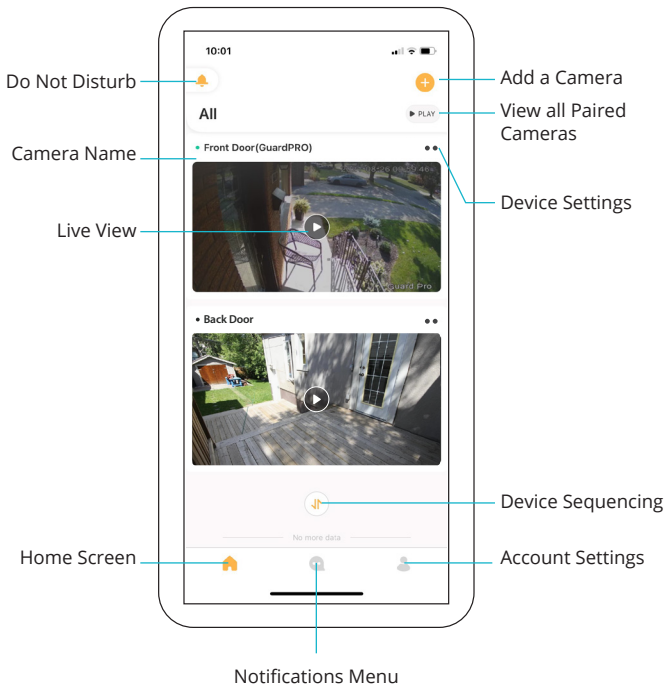 10:01
Do Not Disturb
Add a Camera
All
PLAY
View all Paired
Cameras
Camera Name
Front Door(GuardPRO)
Device Settings
Live View
Guard Pro
• Back Door
Device Sequencing
No more data
Home Screen
Account Settings
Notifications Menu